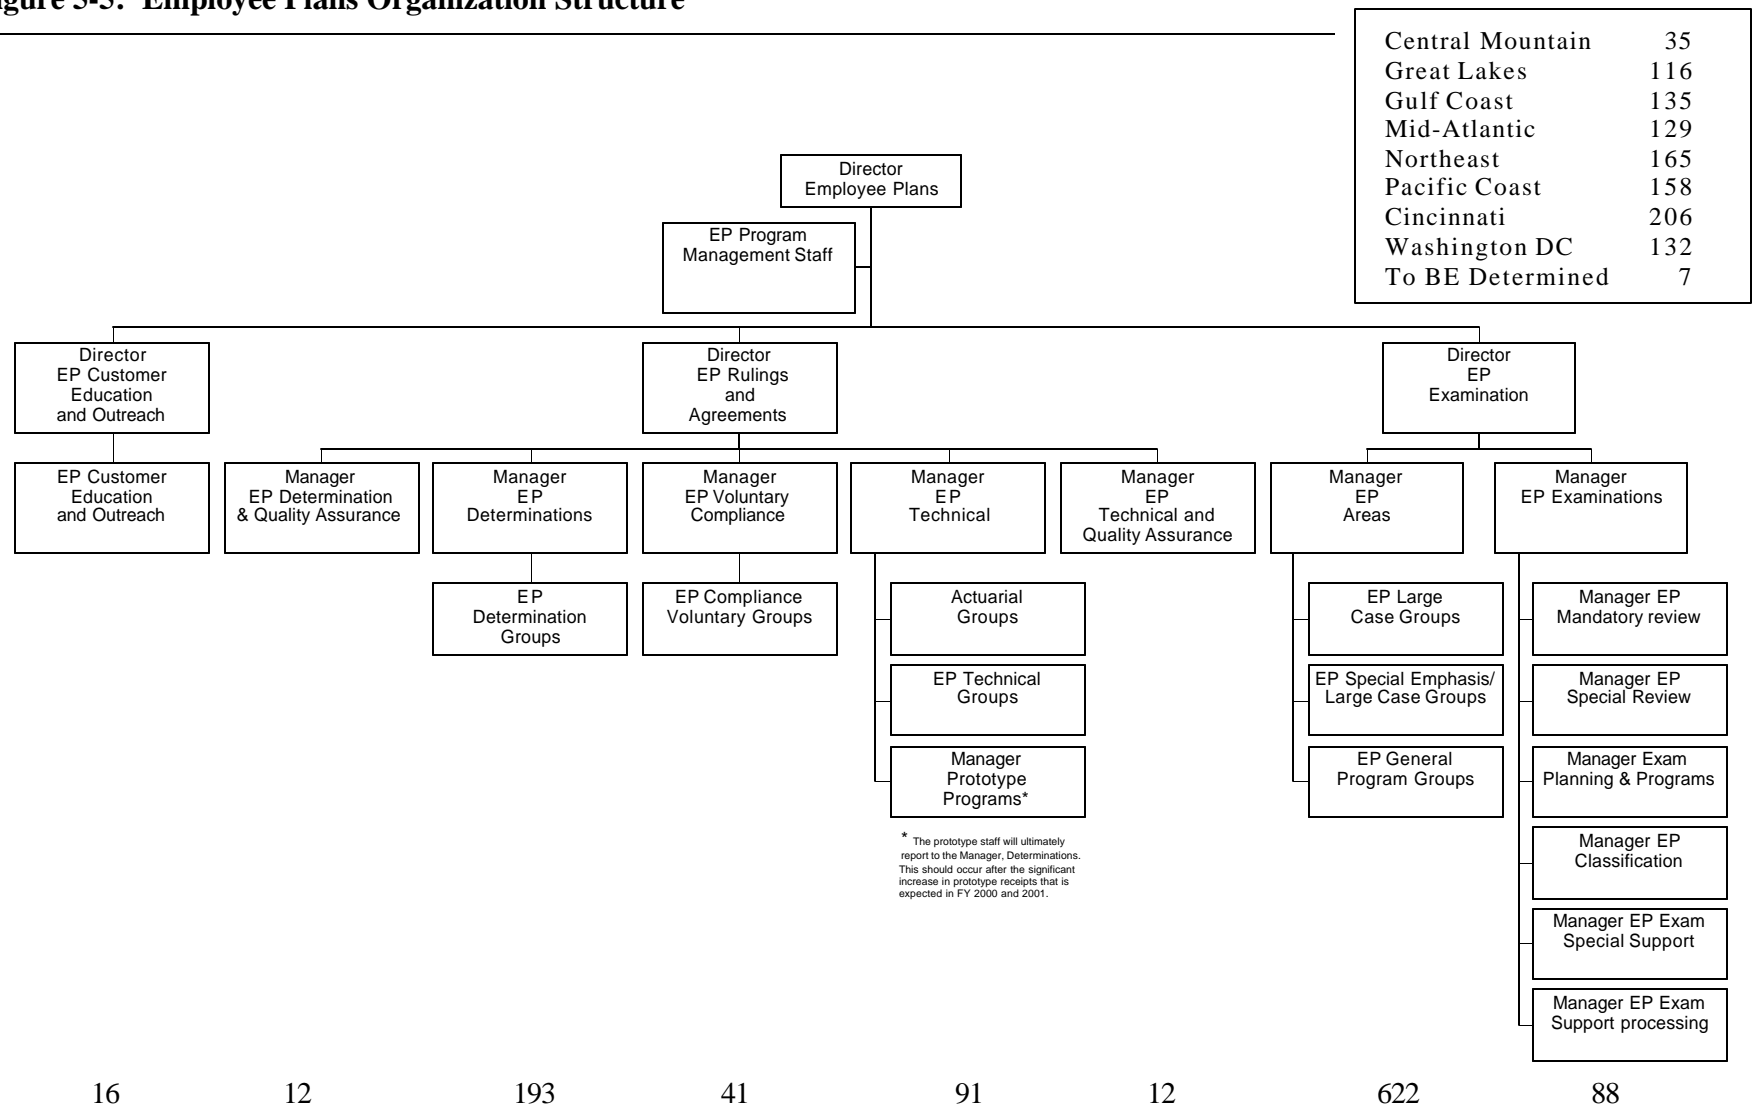 gure 5-5: Employee Plans Organization Structure
Central Mountain 35
Great Lakes 116
Gulf Coast 135
Mid-Atlantic 129
Northeast 165
Pacific Coast 158
Cincinnati 206
Washington DC 132
To BE Determined 7
Director
Employee Plans
EP Program
Management Staff
Director
EP Customer
Education
and Outreach
Director
EP Rulings
and
Agreements
Director
EP
Examination
EP Customer
Education
and Outreach
Manager
EP Determination
& Quality Assurance
Manager
EP
Determinations
Manager
EP Voluntary
Compliance
Manager
EP
Technical
Manager
EP
Technical and
Quality Assurance
Manager
EP
Areas
Manager
EP Examinations
EP
Determination
Groups
EP Compliance
Voluntary Groups
Actuarial
Groups
EP Technical
Groups
Manager
Prototype
Programs*
* The prototype staff will ultimately
report to the Manager, Determinations.
This should occur after the significant
increase in prototype receipts that is
expected in FY 2000 and 2001.
EP Large
Case Groups
EP Special Emphasis/
Large Case Groups
EP General
Program Groups
Manager EP
Mandatory review
Manager EP
Special Review
Manager Exam
Planning & Programs
Manager EP
Classification
Manager EP Exam
Special Support
Manager EP Exam
Support processing
16 12 193 41 91 12 622 88